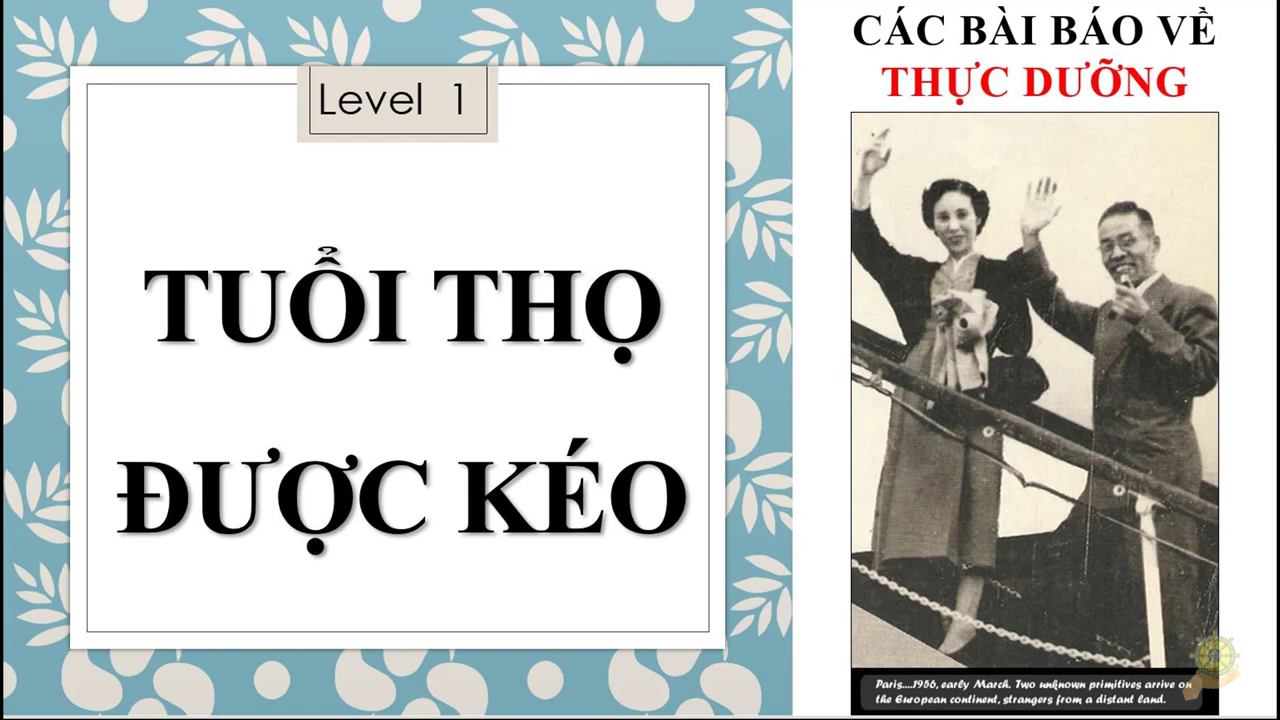 Level 1
TUỔI THỌ
ĐƯỢC KÉO
CÁC BÀI BÁO VỀ
THỰC DƯỠNG
Paris....1956, early March. Two unknown primitives arrive on
the European continent, strangers from a distant land.